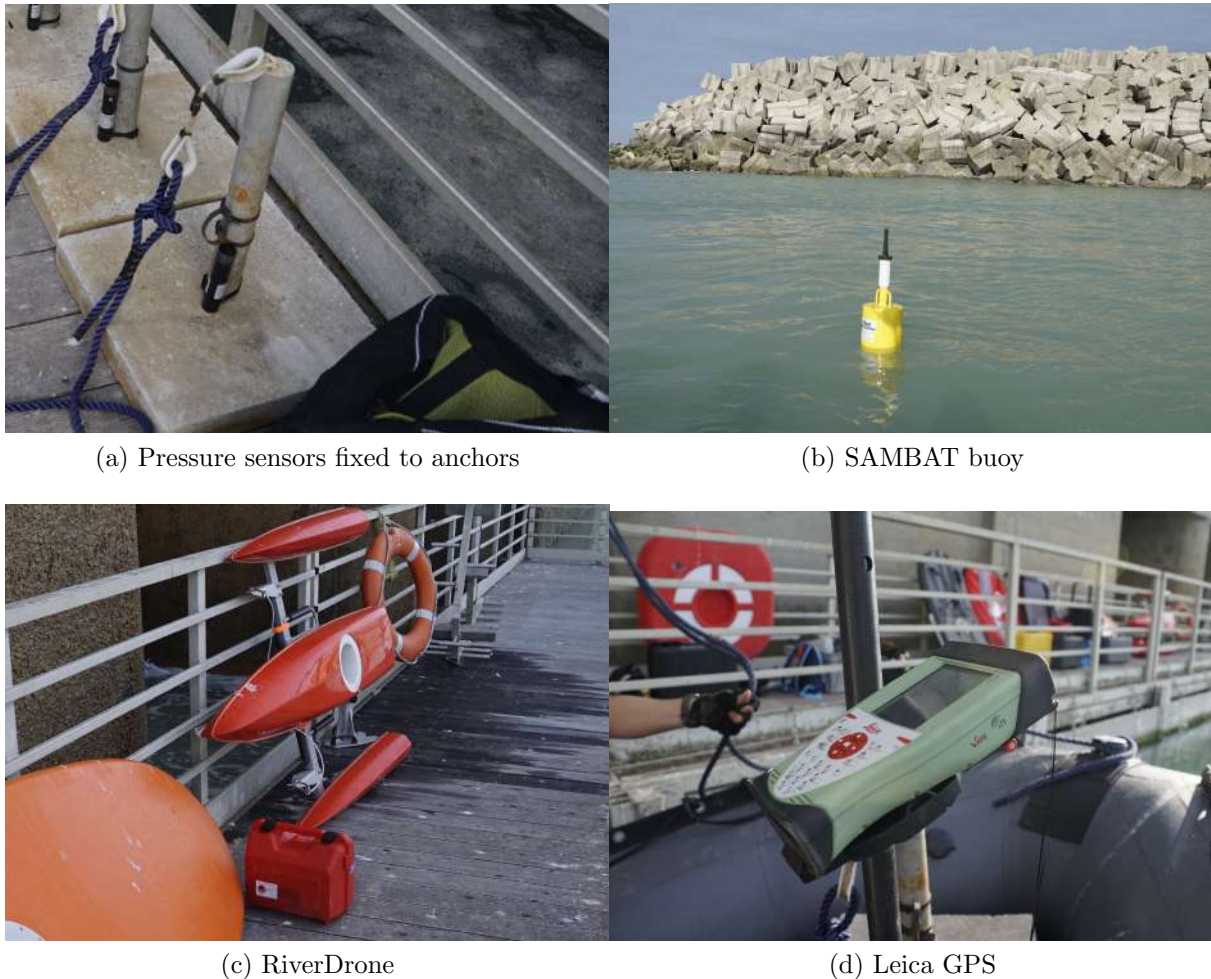 (a) Pressure sensors fixed to anchors
(b) SAMBAT buoy
(c) RiverDrone
(d) Leica GPS